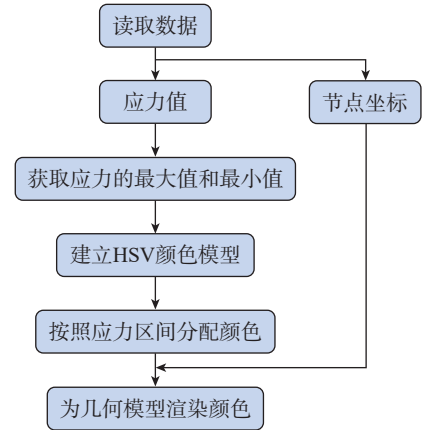 读取数据
应力值
节点坐标
获取应力的最大值和最小值
建立HSV颜色模型
按照应力区间分配颜色
为几何模型渲染颜色